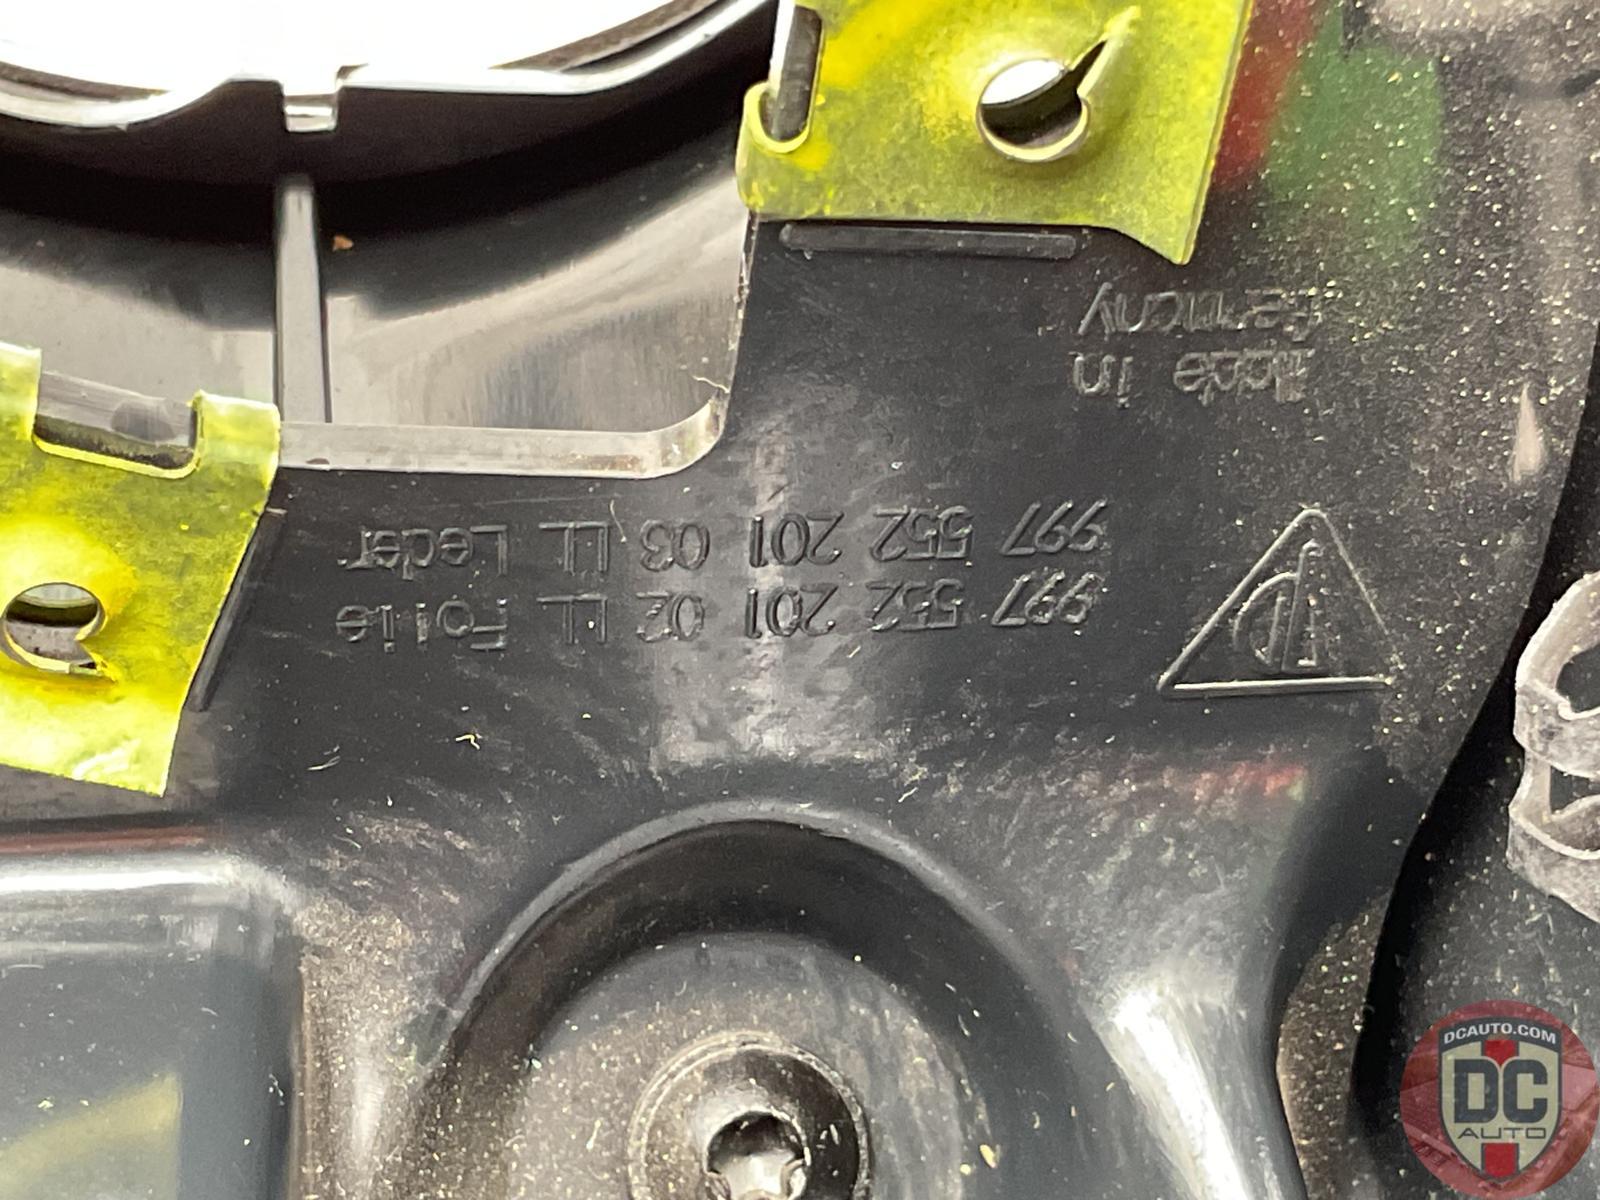 997 552 201 02 LL Folie
997 552 201 03 LL Leder
Made in
Germany
DCAUTO.COM
DC
AUTO